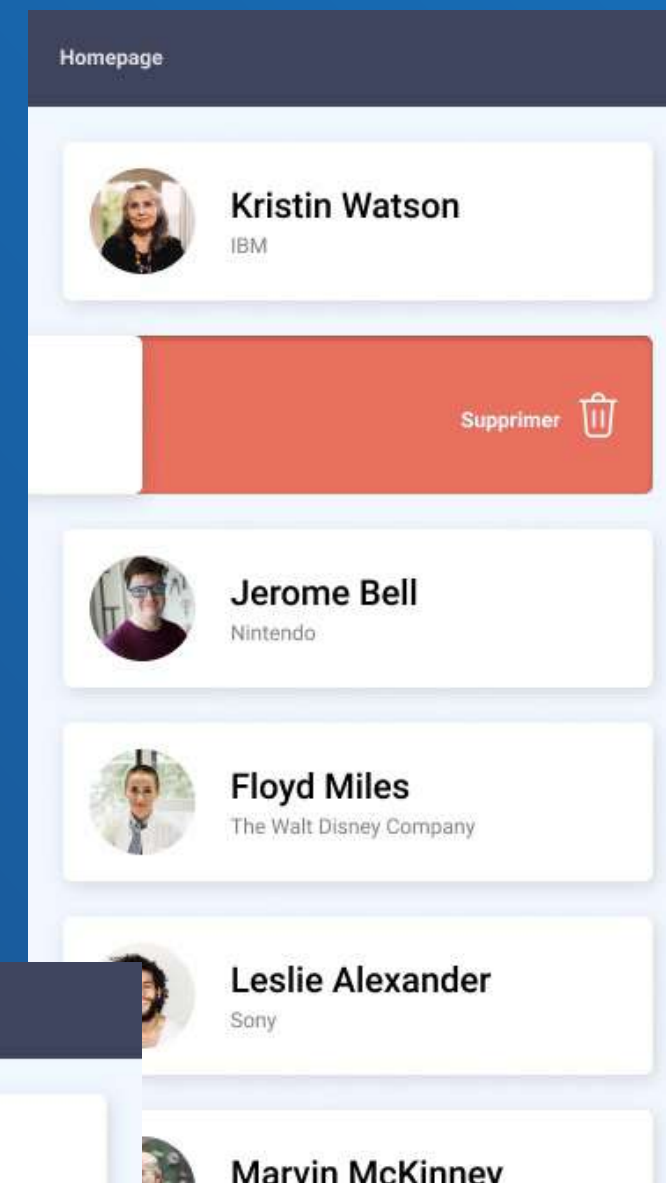 Homepage
Kristin Watson
IBM
Supprimer
Jerome Bell
Nintendo
Floyd Miles
The Walt Disney Company
Leslie Alexander
Sony
Marvin McKinney